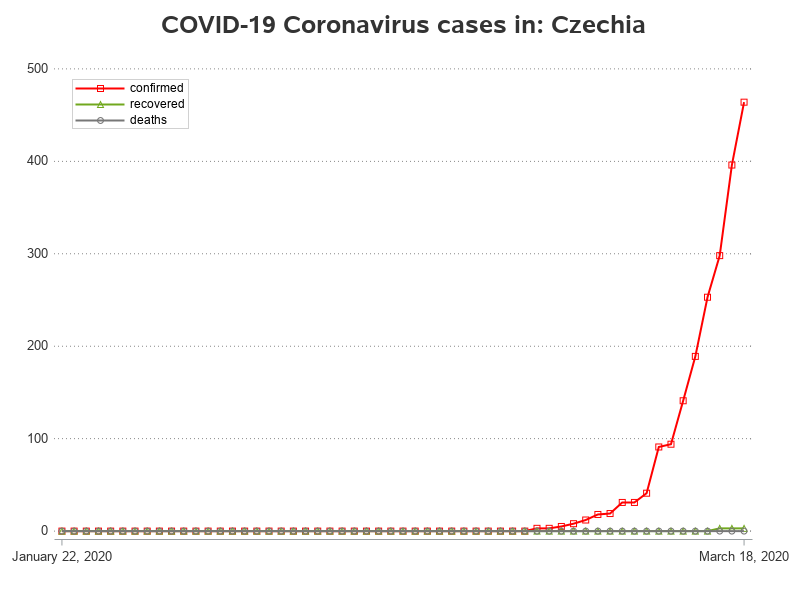 COVID-19 Coronavirus cases in: Czechia
500
confirmed
recovered
deaths
400
300
200
100
0
January 22, 2020 March 18, 2020